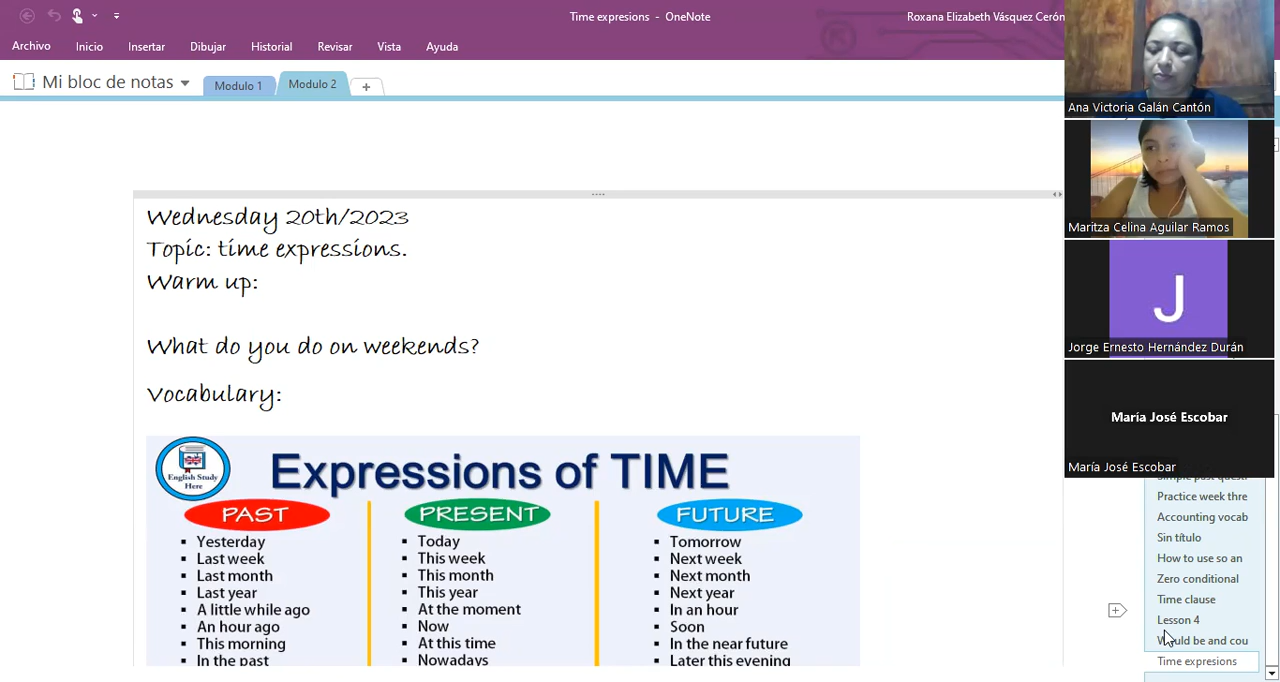 Time expresions - OneNote
Roxana Elizabeth Vásquez Cerón
Archivo Inicio Insertar Dibujar Historial Revisar Vista Ayuda
Mi bloc de notas Modulo 1 Modulo 2
Ana Victoria Galán Cantón
Maritza Celina Aguilar Ramos
J
Jorge Ernesto Hernández Durán
María José Escobar
María José Escobar
Wednesday 20th/2023
Topic: time expressions.
Warm up:
What do you do on weekends?
Vocabulary:
English Study
Here
Expressions of TIME
PAST
Yesterday
Last week
Last month
Last year
A little while ago
An hour ago
This morning
In the past
PRESENT
Today
This week
This month
This year
At the moment
Now
At this time
Nowadays
FUTURE
Tomorrow
Next week
Next month
Next year
In an hour
Soon
In the near future
Later this evening
Simple past questi
Practice week thre
Accounting vocab
Sin título
How to use so an
Zero conditional
Time clause
Lesson 4
Would be and cou
Time expresions